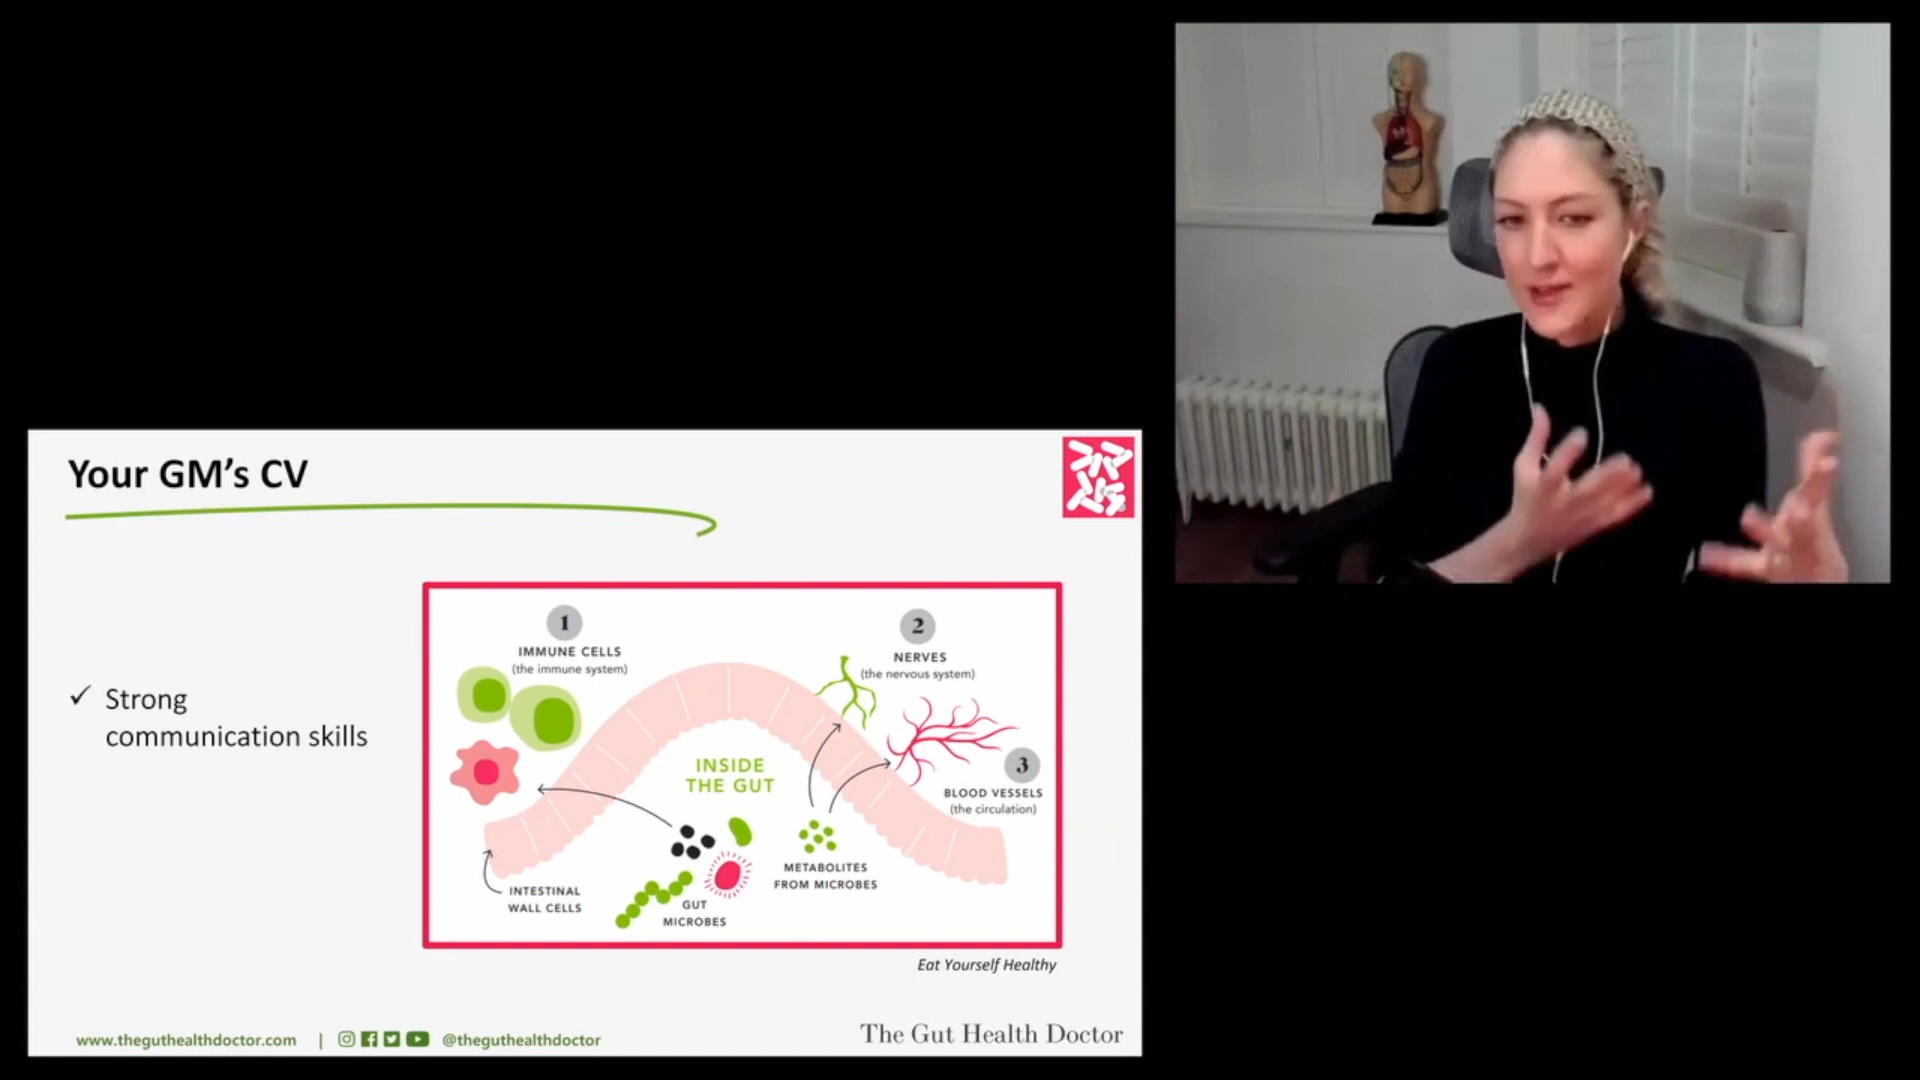 Your GM's CV
✓ Strong
communication skills
1
IMMUNE CELLS
(the immune system)
2
NERVES
(the nervous system)
3
BLOOD VESSELS
(the circulation)
INSIDE
THE GUT
METABOLITES
FROM MICROBES
INTESTINAL
WALL CELLS
GUT
MICROBES
Eat Yourself Healthy
www.theguthealthdoctor.com | @theguthealthdoctor
The Gut Health Doctor